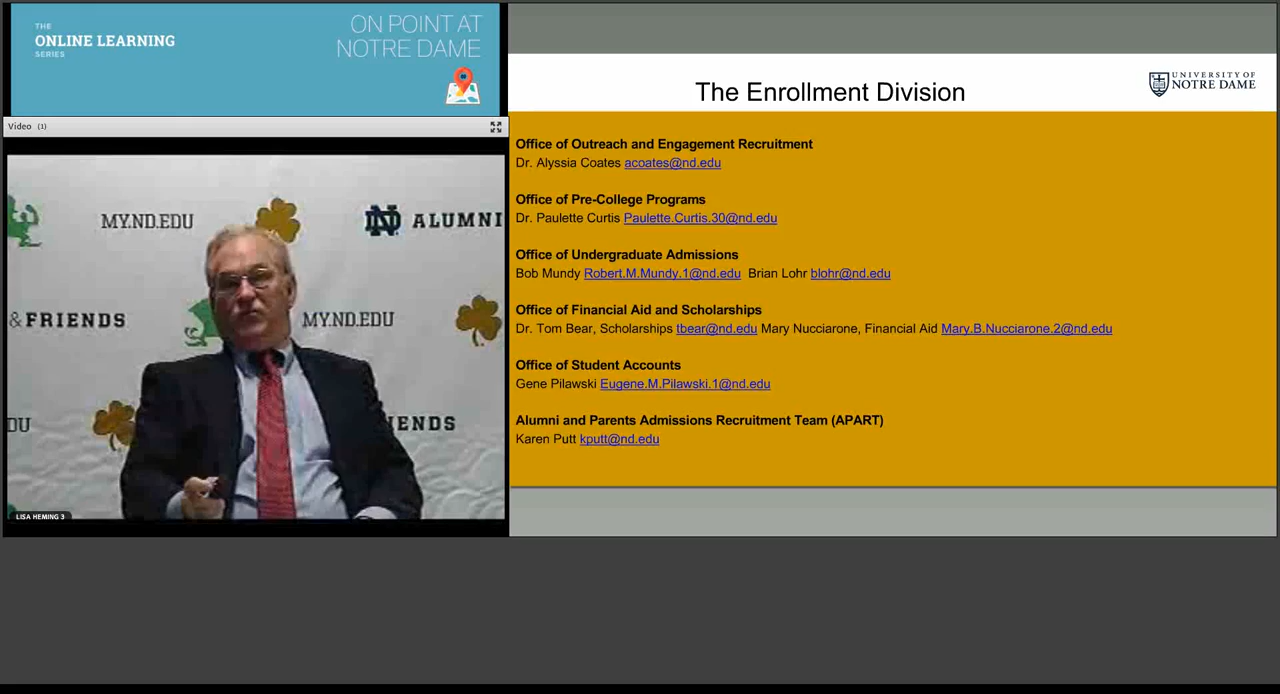 THE
ONLINE LEARNING
SERIES
ON POINT AT
NOTRE DAME
Video (1)
MY.ND.EDU
ND ALUMNI
& FRIENDS
MY.ND.EDU
DU
IENDS
LISA HEMING 3
The Enrollment Division
UNIVERSITY OF
NOTRE DAME
Office of Outreach and Engagement Recruitment
Dr. Alyssia Coates acoates@nd.edu
Office of Pre-College Programs
Dr. Paulette Curtis Paulette.Curtis.30@nd.edu
Office of Undergraduate Admissions
Bob Mundy Robert.M.Mundy.1@nd.edu Brian Lohr blohr@nd.edu
Office of Financial Aid and Scholarships
Dr. Tom Bear, Scholarships tbear@nd.edu Mary Nucciarone, Financial Aid Mary.B.Nucciarone.2@nd.edu
Office of Student Accounts
Gene Pilawski Eugene.M.Pilawski.1@nd.edu
Alumni and Parents Admissions Recruitment Team (APART)
Karen Putt kputt@nd.edu